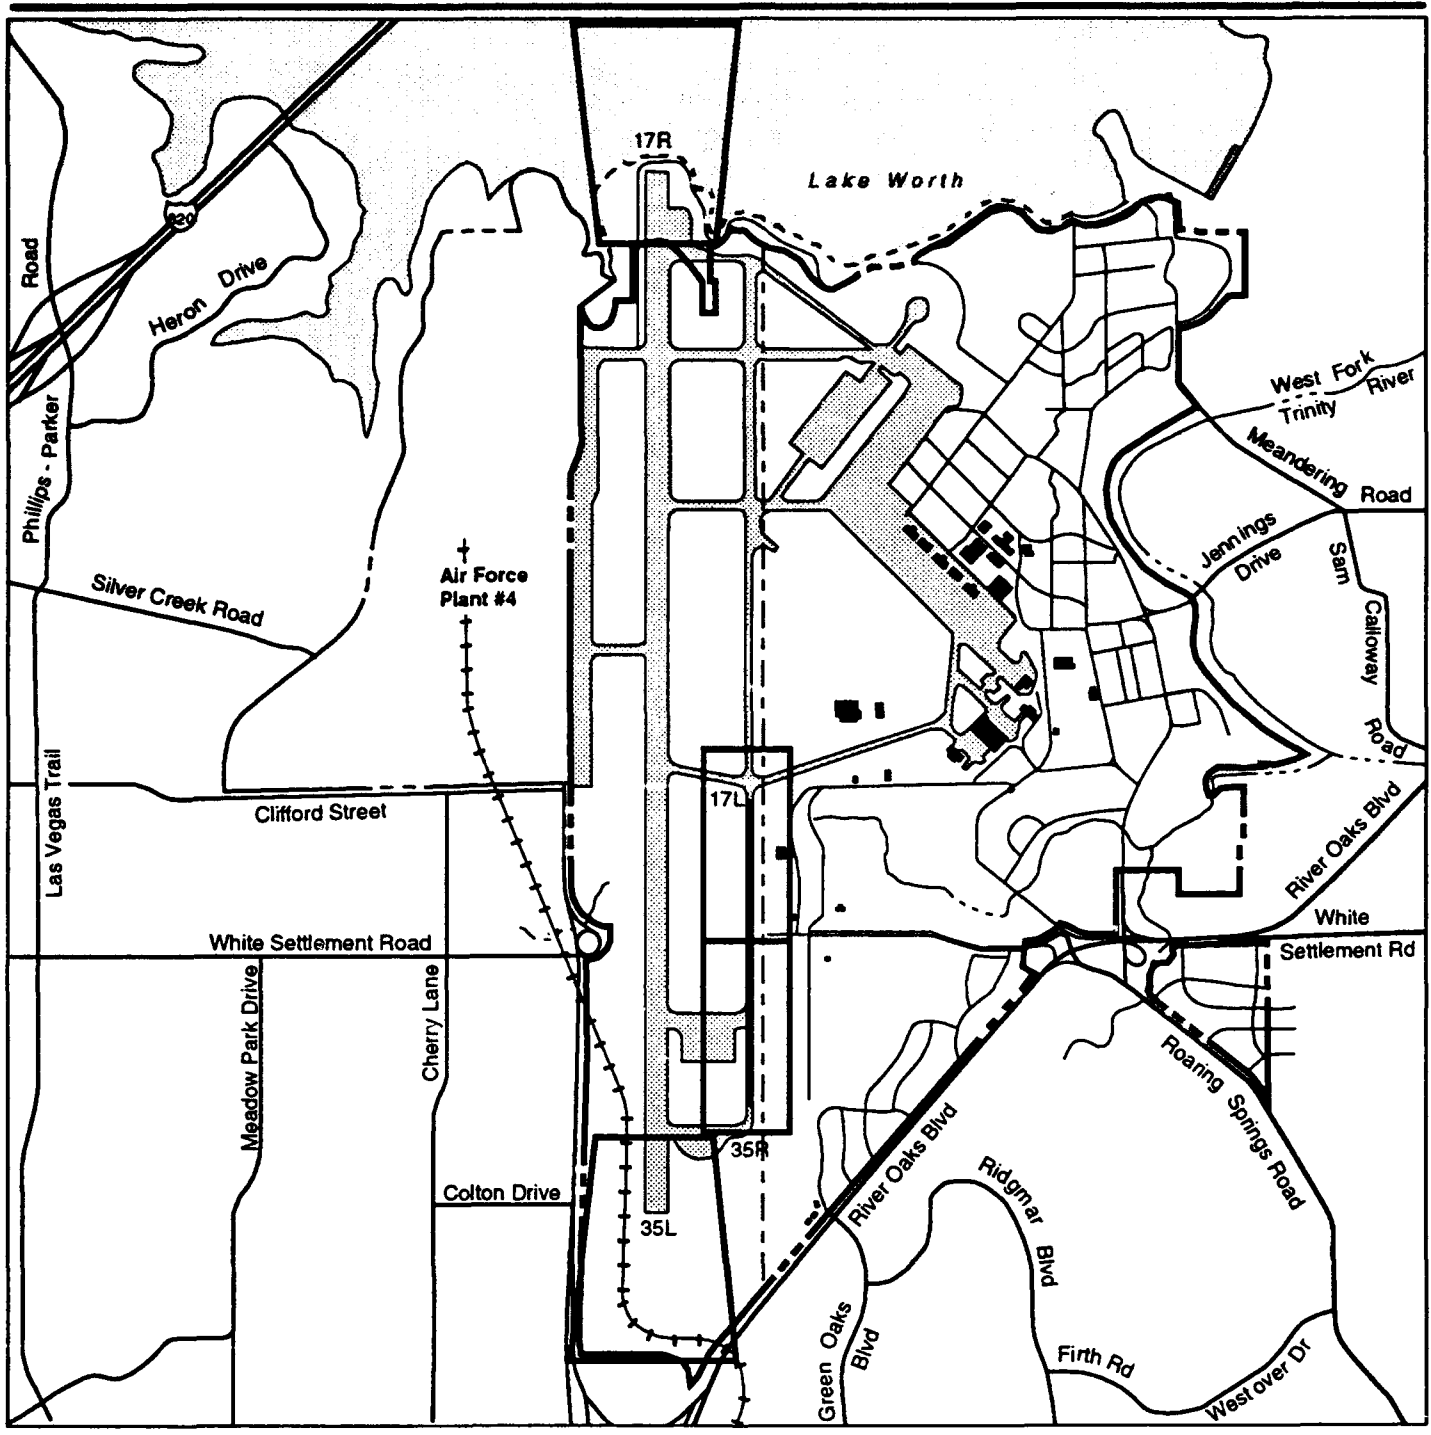 17R
Lake Worth
820
Road
Heron Drive
West Fork
Trinity River
Phillips - Parker
Meandering
Road
Jennings
Drive
Sam
Calloway
Road
Air Force
Plant #4
Silver Creek Road
Las Vegas Trail
17L
Clifford Street
River Oaks Blvd
White
Settlement Rd
White Settlement Road
Meadow Park Drive
Cherry Lane
Roaring Springs Road
River Oaks Blvd
35R
Ridgmar Blvd
Colton Drive
35L
Green Oaks
Blvd
Firth Rd
Westover Dr